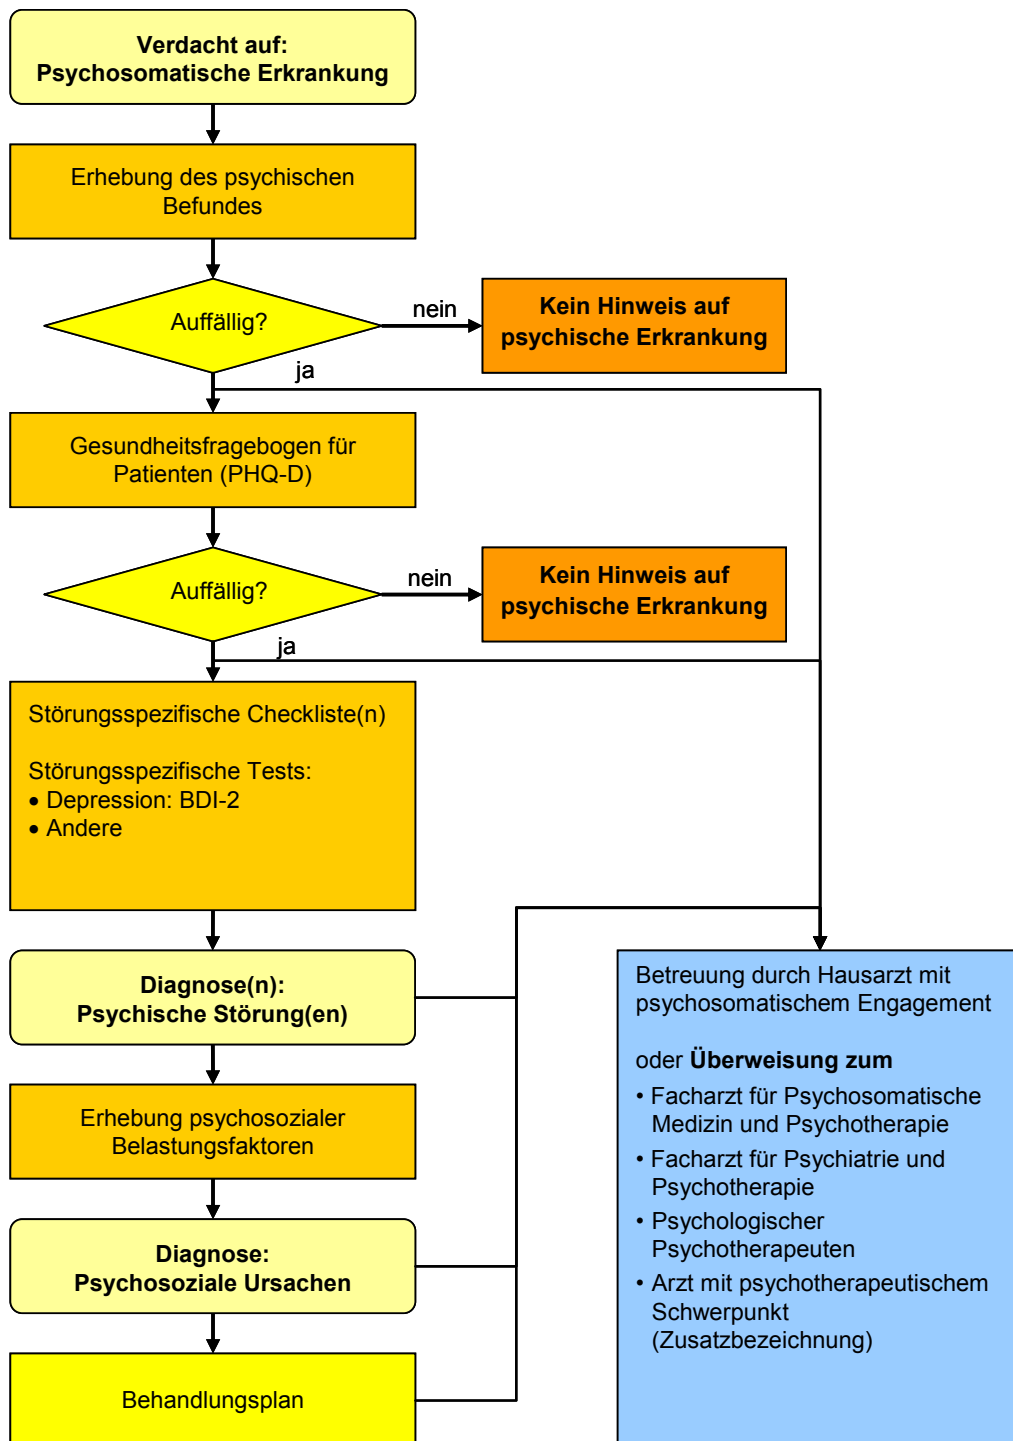 Verdacht auf:
Psychosomatische Erkrankung
Erhebung des psychischen
Befundes
Auffällig?
nein
Kein Hinweis auf
psychische Erkrankung
ja
Gesundheitsfragebogen für
Patienten (PHQ-D)
Auffällig?
nein
Kein Hinweis auf
psychische Erkrankung
ja
Störungsspezifische Checkliste(n)
Störungsspezifische Tests:
• Depression: BDI-2
• Andere
Diagnose(n):
Psychische Störung(en)
Erhebung psychosozialer
Belastungsfaktoren
Diagnose:
Psychosoziale Ursachen
Behandlungsplan
Betreuung durch Hausarzt mit
psychosomatischem Engagement
oder Überweisung zum
• Facharzt für Psychosomatische
Medizin und Psychotherapie
• Facharzt für Psychiatrie und
Psychotherapie
• Psychologischer
Psychotherapeuten
• Arzt mit psychotherapeutischem
Schwerpunkt
(Zusatzbezeichnung)